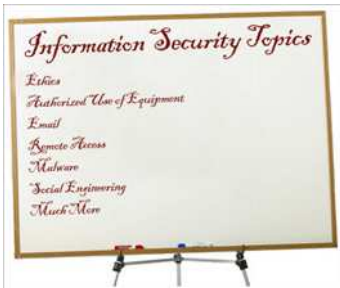 Information Security Topics
Ethics
Authorized Use of Equipment
Email
Remote Access
Malware
Social Engineering
Much More